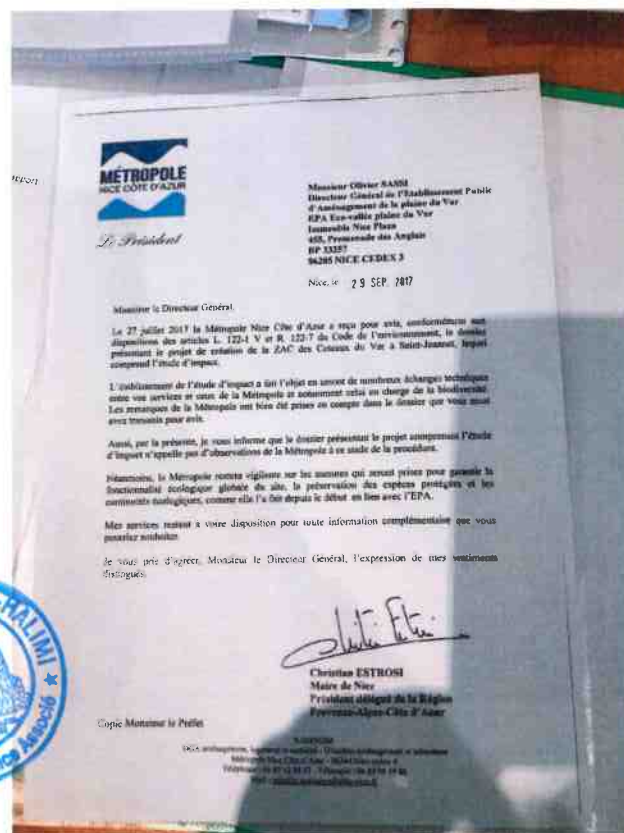 MÉTROPOLE
NICE CÔTE D'AZUR
Le Président
Monsieur Olivier SASSI
Directeur Général de l'Etablissement Public
d'Aménagement de la plaine du Var
EPA Eco-vallée plaine du Var
Immeuble Nice Plaza
455, Promenade des Anglais
BP 33257
06205 NICE CEDEX 3
Nice, le 29 SEP. 2017
Monsieur le Directeur Général,
Le 27 juillet 2017 la Métropole Nice Côte d'Azur a reçu pour avis, conformément aux
dispositions des articles L. 122-1 V et R. 122-7 du Code de l'environnement, le dossier
présentant le projet de création de la ZAC des Coteaux du Var à Saint-Jeannet, lequel
comprend l'étude d'impact.
L'établissement de l'étude d'impact a fait l'objet en amont de nombreux échanges techniques
entre vos services et ceux de la Métropole et notamment celui en charge de la biodiversité.
Les remarques de la Métropole ont bien été prises en compte dans le dossier que vous nous
avez transmis pour avis.
Aussi, par la présente, je vous informe que le dossier présentant le projet comprenant l'étude
d'impact n'appelle pas d'observations de la Métropole à ce stade de la procédure.
Néanmoins, la Métropole restera vigilante sur les mesures qui seront prises pour garantir la
fonctionnalité écologique globale du site, la préservation des espèces protégées et les
continuités écologiques, comme elle l'a fait depuis le début en lien avec l'EPA.
Mes services restent à votre disposition pour toute information complémentaire que vous
pourriez souhaiter.
Je vous prie d'agréer, Monsieur le Directeur Général, l'expression de mes sentiments
distingués.
Christian ESTROSI
Maire de Nice
Président délégué de la Région
Provence-Alpes-Côte d'Azur
Copie Monsieur le Préfet
HALIMI
Associé